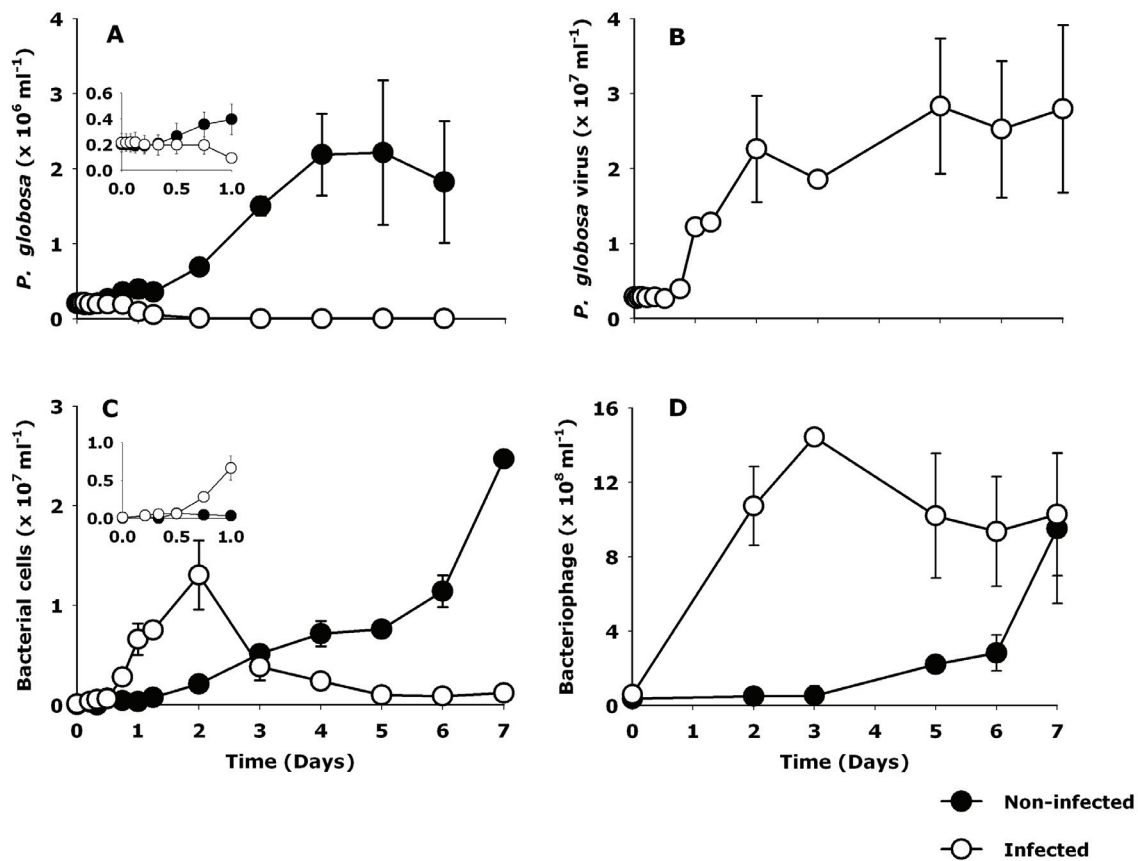 A
P. globosa (x 10⁶ ml⁻¹)
4
3
2
1
0
0.6
0.4
0.2
0.0
0.0 0.5 1.0
B
P. globosa virus (x 10⁷ ml⁻¹)
4
3
2
1
0
C
Bacterial cells (x 10⁷ ml⁻¹)
3
2
1
0
1.0
0.5
0.0
0.0 0.5 1.0
0 1 2 3 4 5 6 7
Time (Days)
D
Bacteriophage (x 10⁸ ml⁻¹)
16
12
8
4
0
0 1 2 3 4 5 6 7
Time (Days)
Non-infected
Infected